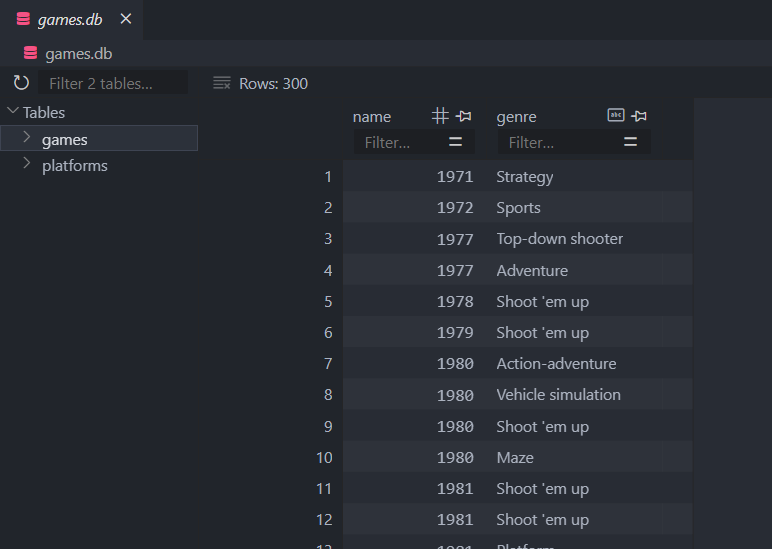 games.db
games.db
Filter 2 tables...
Rows: 300
Tables
games
platforms
name genre
Filter... Filter...
1 1971 Strategy
2 1972 Sports
3 1977 Top-down shooter
4 1977 Adventure
5 1978 Shoot 'em up
6 1979 Shoot 'em up
7 1980 Action-adventure
8 1980 Vehicle simulation
9 1980 Shoot 'em up
10 1980 Maze
11 1981 Shoot 'em up
12 1981 Shoot 'em up
13 1981 Platform